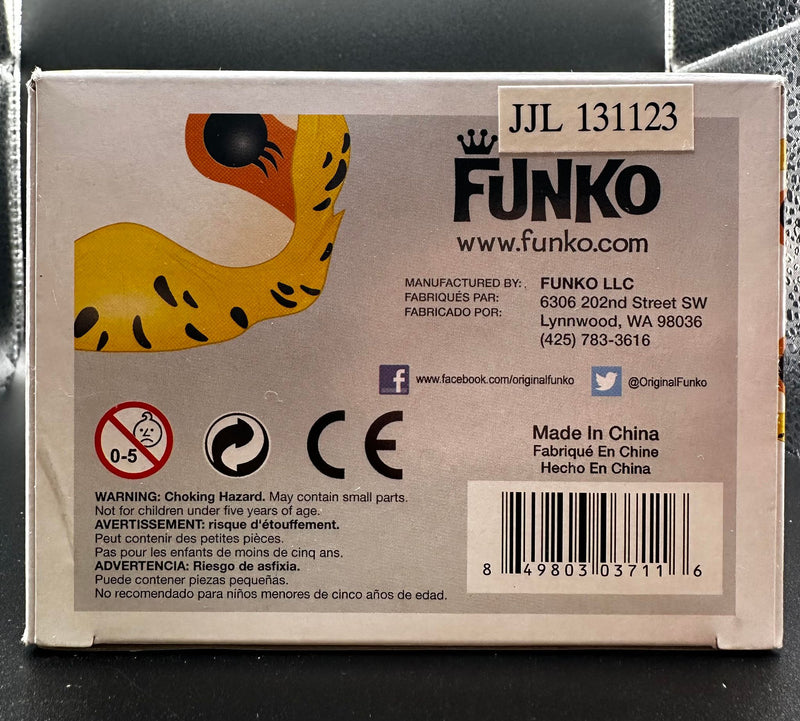 JJL 131123
FUNKO
www.funko.com
MANUFACTURED BY: FUNKO LLC
FABRIQUÉS PAR: 6306 202nd Street SW
FABRICADO POR: Lynnwood, WA 98036
(425) 783-3616
f www.facebook.com/originalfunko @OriginalFunko
0-5
CE
Made In China
Fabriqué En Chine
Hecho En China
WARNING: Choking Hazard. May contain small parts.
Not for children under five years of age.
AVERTISSEMENT: risque d'étouffement.
Peut contenir des petites pièces.
Pas pour les enfants de moins de cinq ans.
ADVERTENCIA: Riesgo de asfixia.
Puede contener piezas pequeñas.
No recomendado para niños menores de cinco años de edad.
8 49803 03711 6